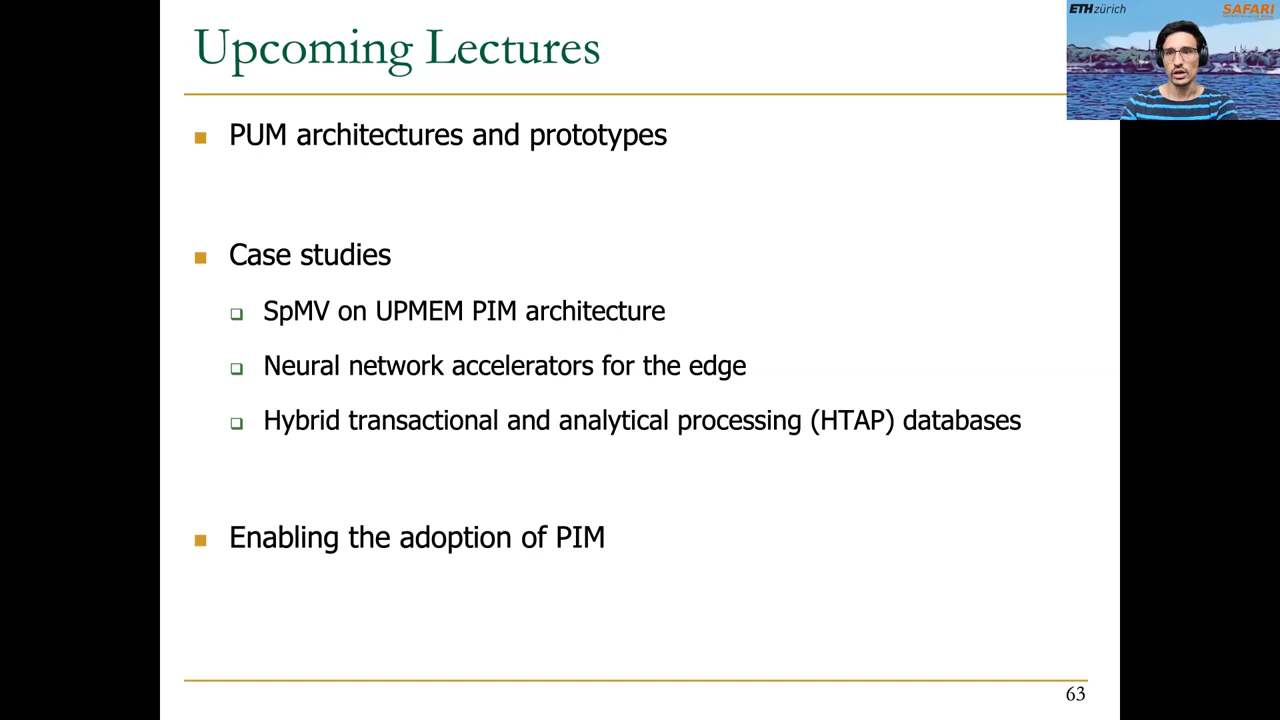 Upcoming Lectures
ETHzürich
SAFARI
PUM architectures and prototypes
Case studies
SpMV on UPMEM PIM architecture
Neural network accelerators for the edge
Hybrid transactional and analytical processing (HTAP) databases
Enabling the adoption of PIM
63